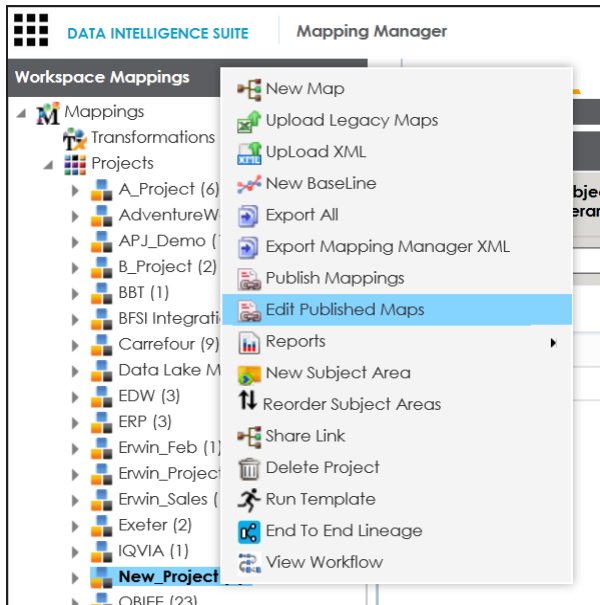 DATA INTELLIGENCE SUITE
Mapping Manager
Workspace Mappings
Mappings
Transformations
Projects
A_Project (6)
AdventureW
APJ_Demo (
B_Project (2)
BBT (1)
BFSI Integrati
Carrefour (9)
Data Lake M
EDW (3)
ERP (3)
Erwin_Feb (1)
Erwin_Project
Erwin_Sales (
Exeter (2)
IQVIA (1)
New_Project
OBIEE (23)
New Map
Upload Legacy Maps
UpLoad XML
New BaseLine
Export All
Export Mapping Manager XML
Publish Mappings
Edit Published Maps
Reports
New Subject Area
Reorder Subject Areas
Share Link
Delete Project
Run Template
End To End Lineage
View Workflow